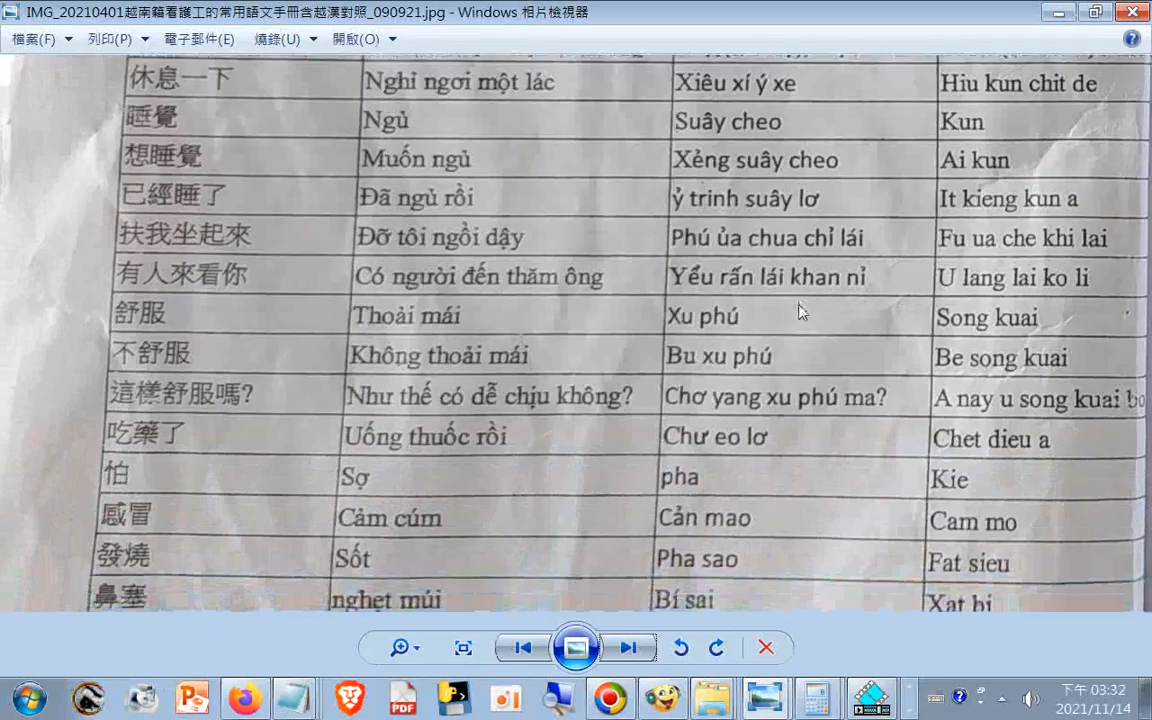 IMG_20210401越南籍看護工的常用語文手冊含越漢對照_090921.jpg - Windows 相片檢視器
檔案(F) 列印(P) 電子郵件(E) 燒錄(U) 開啟(O)
休息一下 Nghỉ ngơi một lác Xiêu xí ý xe Hiu kun chit de
睡覺 Ngủ Suây cheo Kun
想睡覺 Muốn ngủ Xẻng suây cheo Ai kun
已經睡了 Đã ngủ rồi ỷ trinh suây lơ It kieng kun a
扶我坐起來 Đỡ tôi ngồi dậy Phú ủa chua chỉ lái Fu ua che khi lai
有人來看你 Có người đến thăm ông Yểu rấn lái khan nỉ U lang lai ko li
舒服 Thoải mái Xu phú Song kuai
不舒服 Không thoải mái Bu xu phú Be song kuai
這樣舒服嗎? Như thế có dễ chịu không? Chơ yang xu phú ma? A nay u song kuai bo
吃藥了 Uống thuốc rồi Chư eo lơ Chet dieu a
怕 Sợ pha Kie
感冒 Cảm cúm Cản mao Cam mo
發燒 Sốt Pha sao Fat sieu
鼻塞 nghẹt múi Bí sai Xat bi
PDF
下午 03:32
2021/11/14